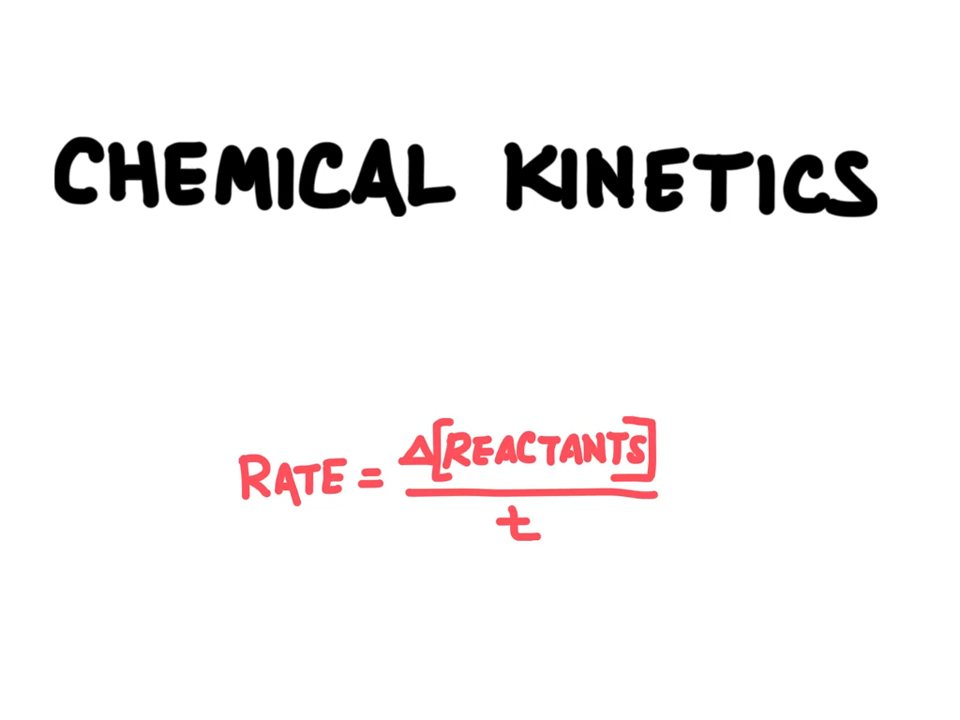 CHEMICAL KINETICS
RATE = Δ[REACTANTS]
t